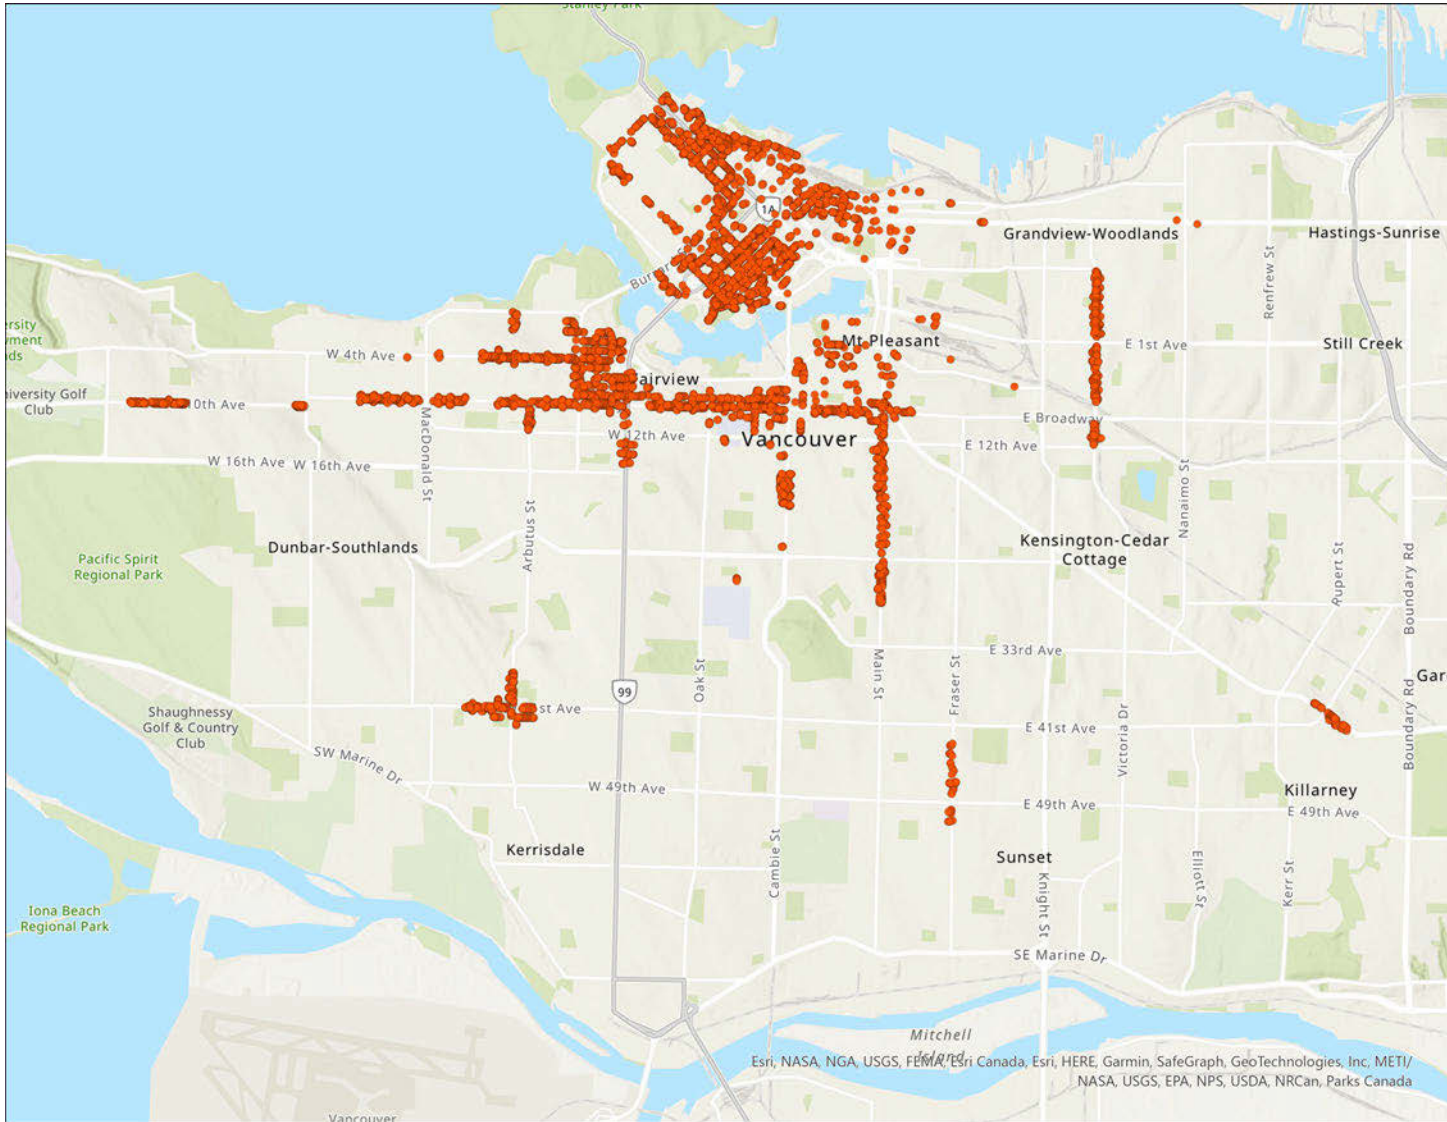 Stanley Park
1A
Grandview-Woodlands
Hastings-Sunrise
Renfrew St
Mt Pleasant
E 1st Ave
Still Creek
W 4th Ave
Club
10th Ave
E Broadway
MacDonald St
W 12th Ave
Vancouver
E 12th Ave
W 16th Ave
W 16th Ave
Nanaimo St
Arbutus St
Dunbar-Southlands
Kensington-Cedar
Cottage
Pacific Spirit
Regional Park
Rupert St
Boundary Rd
E 33rd Ave
Main St
Fraser St
Oak St
99
Shaughnessy
Golf & Country
Club
st Ave
E 41st Ave
Victoria Dr
Boundary Rd
SW Marine Dr
W 49th Ave
E 49th Ave
Killarney
E 49th Ave
Kerrisdale
Cambie St
Sunset
Knight St
Elliott St
Kerr St
Iona Beach
Regional Park
SE Marine Dr
Mitchell
Esri, NASA, NGA, USGS, FEMA, Esri Canada, Esri, HERE, Garmin, SafeGraph, GeoTechnologies, Inc, METI/
NASA, USGS, EPA, NPS, USDA, NRCan, Parks Canada
Vancouver